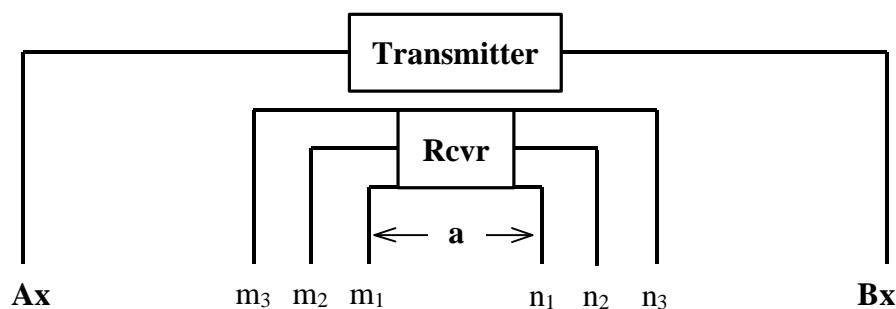 Transmitter
Rcvr
a
Ax m₃ m₂ m₁ n₁ n₂ n₃ Bx